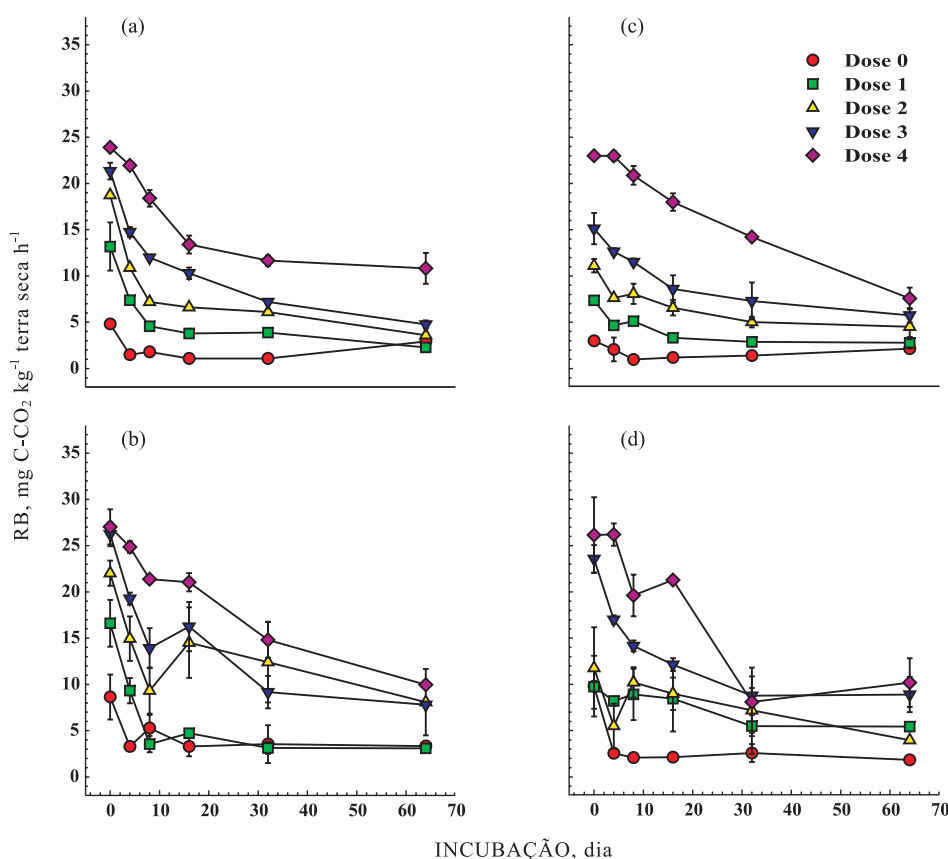 (a)
35
30
25
20
15
10
5
0
(c)
Dose 0
Dose 1
Dose 2
Dose 3
Dose 4
RB, mg C-CO₂ kg⁻¹ terra seca h⁻¹
(b)
35
30
25
20
15
10
5
0
0 10 20 30 40 50 60 70
(d)
0 10 20 30 40 50 60 70
INCUBAÇÃO, dia